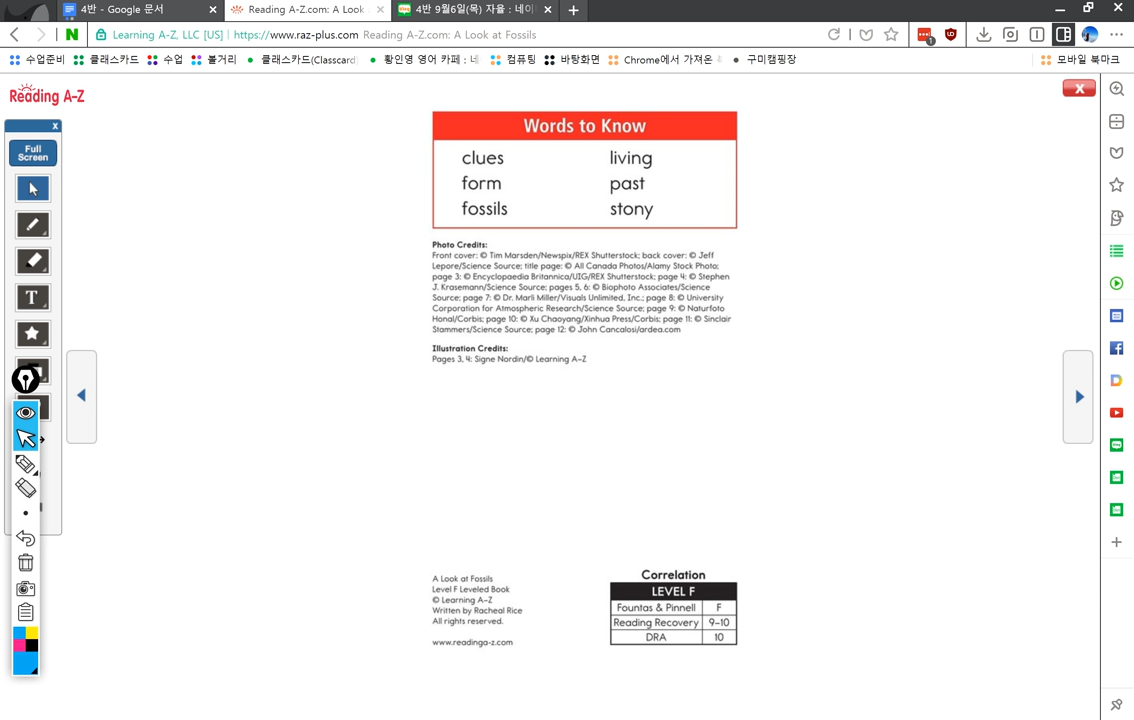 4반 - Google 문서
Reading A-Z.com: A Look
4반 9월6일(목) 자율 : 네이
N
Learning A-Z, LLC [US] | https://www.raz-plus.com Reading A-Z.com: A Look at Fossils
수업준비 클래스카드 수업 볼거리 클래스카드(Classcard 황인영 영어 카페 : 네 컴퓨팅 바탕화면 Chrome에서 가져온 구미캠핑장 모바일 북마크
Reading A-Z
x
X
Full
Screen
T
Words to Know
clues living
form past
fossils stony
Photo Credits:
Front cover: © Tim Marsden/Newspix/REX Shutterstock; back cover: © Jeff
Lepore/Science Source; title page: © All Canada Photos/Alamy Stock Photo;
page 3: © Encyclopaedia Britannica/UIG/REX Shutterstock; page 4: © Stephen
J. Krasemann/Science Source; pages 5, 6: © Biophoto Associates/Science
Source; page 7: © Dr. Marli Miller/Visuals Unlimited, Inc.; page 8: © University
Corporation for Atmospheric Research/Science Source; page 9: © Naturfoto
Honal/Corbis; page 10: © Xu Chaoyang/Xinhua Press/Corbis; page 11: © Sinclair
Stammers/Science Source; page 12: © John Cancalosi/ardea.com
Illustration Credits:
Pages 3, 4: Signe Nordin/© Learning A–Z
A Look at Fossils
Level F Leveled Book
© Learning A–Z
Written by Racheal Rice
All rights reserved.
www.readinga-z.com
Correlation
LEVEL F
Fountas & Pinnell F
Reading Recovery 9–10
DRA 10